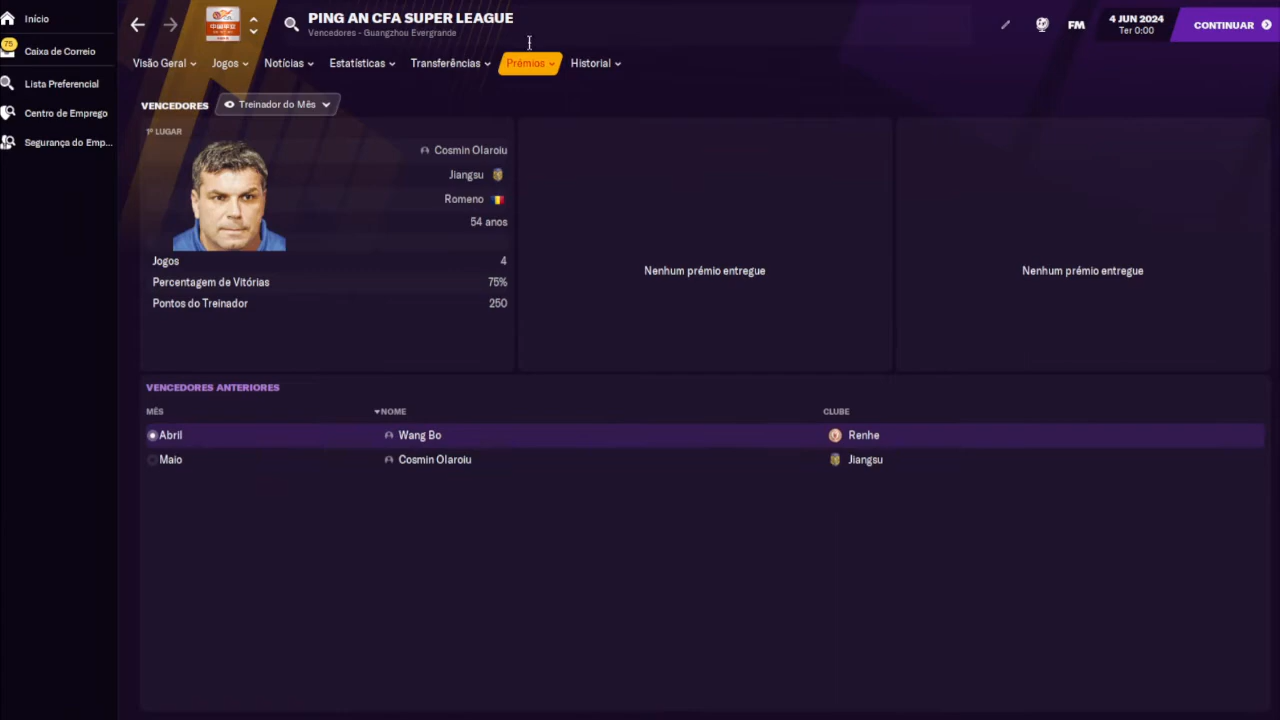 Início
75
Caixa de Correio
Lista Preferencial
Centro de Emprego
Segurança do Emp...
PING AN CFA SUPER LEAGUE
Vencedores - Guangzhou Evergrande
FM
4 JUN 2024
Ter 0:00
CONTINUAR
Visão Geral
Jogos
Notícias
Estatísticas
Transferências
Prémios
Historial
VENCEDORES
Treinador do Mês
1º LUGAR
Cosmin Olaroiu
Jiangsu
Romeno
54 anos
Jogos 4
Percentagem de Vitórias 75%
Pontos do Treinador 250
Nenhum prémio entregue
Nenhum prémio entregue
VENCEDORES ANTERIORES
MÊS NOME CLUBE
Abril Wang Bo Renhe
Maio Cosmin Olaroiu Jiangsu